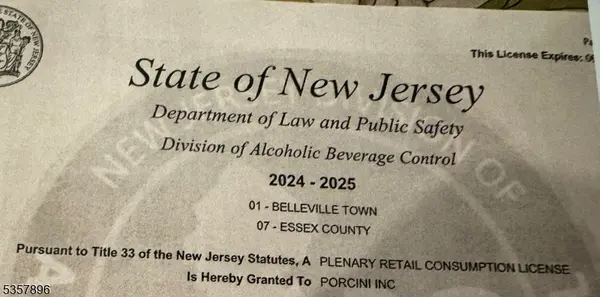 This License Expires:
State of New Jersey
Department of Law and Public Safety
Division of Alcoholic Beverage Control
2024 - 2025
01 - BELLEVILLE TOWN
07 - ESSEX COUNTY
Pursuant to Title 33 of the New Jersey Statutes, A PLENARY RETAIL CONSUMPTION LICENSE
Is Hereby Granted To PORCINI INC
5357896